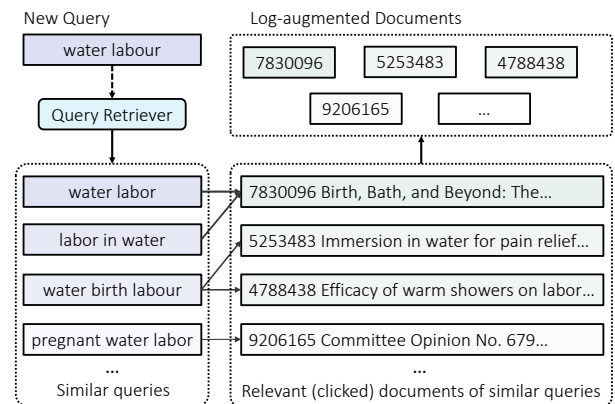 New Query
Log-augmented Documents
water labour
7830096
5253483
4788438
Query Retriever
9206165
...
water labor
7830096 Birth, Bath, and Beyond: The...
labor in water
5253483 Immersion in water for pain relief...
water birth labour
4788438 Efficacy of warm showers on labor...
pregnant water labor
9206165 Committee Opinion No. 679...
...
...
Similar queries
Relevant (clicked) documents of similar queries